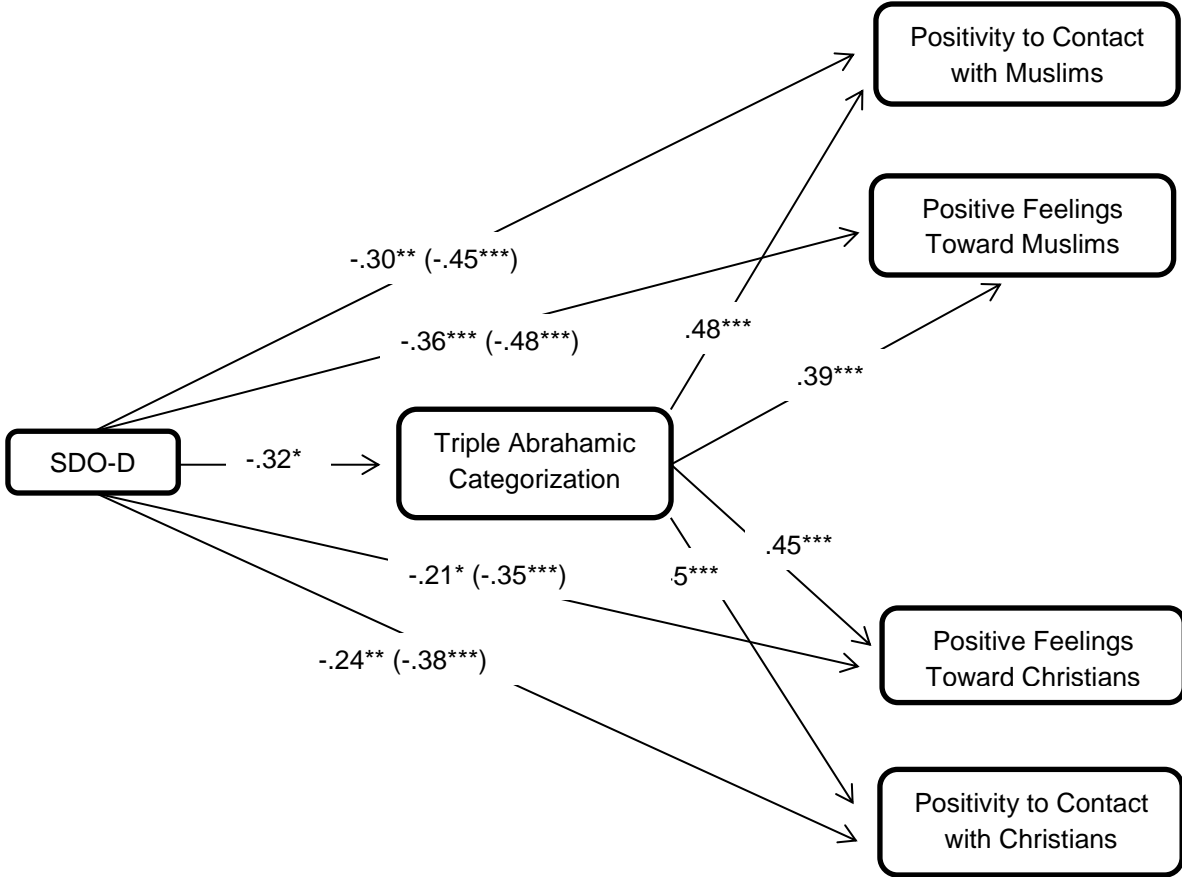 Positivity to Contact
with Muslims
Positive Feelings
Toward Muslims
-.30** (-.45***)
-.36*** (-.48***)
.48***
.39***
SDO-D
-.32*
Triple Abrahamic
Categorization
.45***
-.21* (-.35***)
5***
-.24** (-.38***)
Positive Feelings
Toward Christians
Positivity to Contact
with Christians